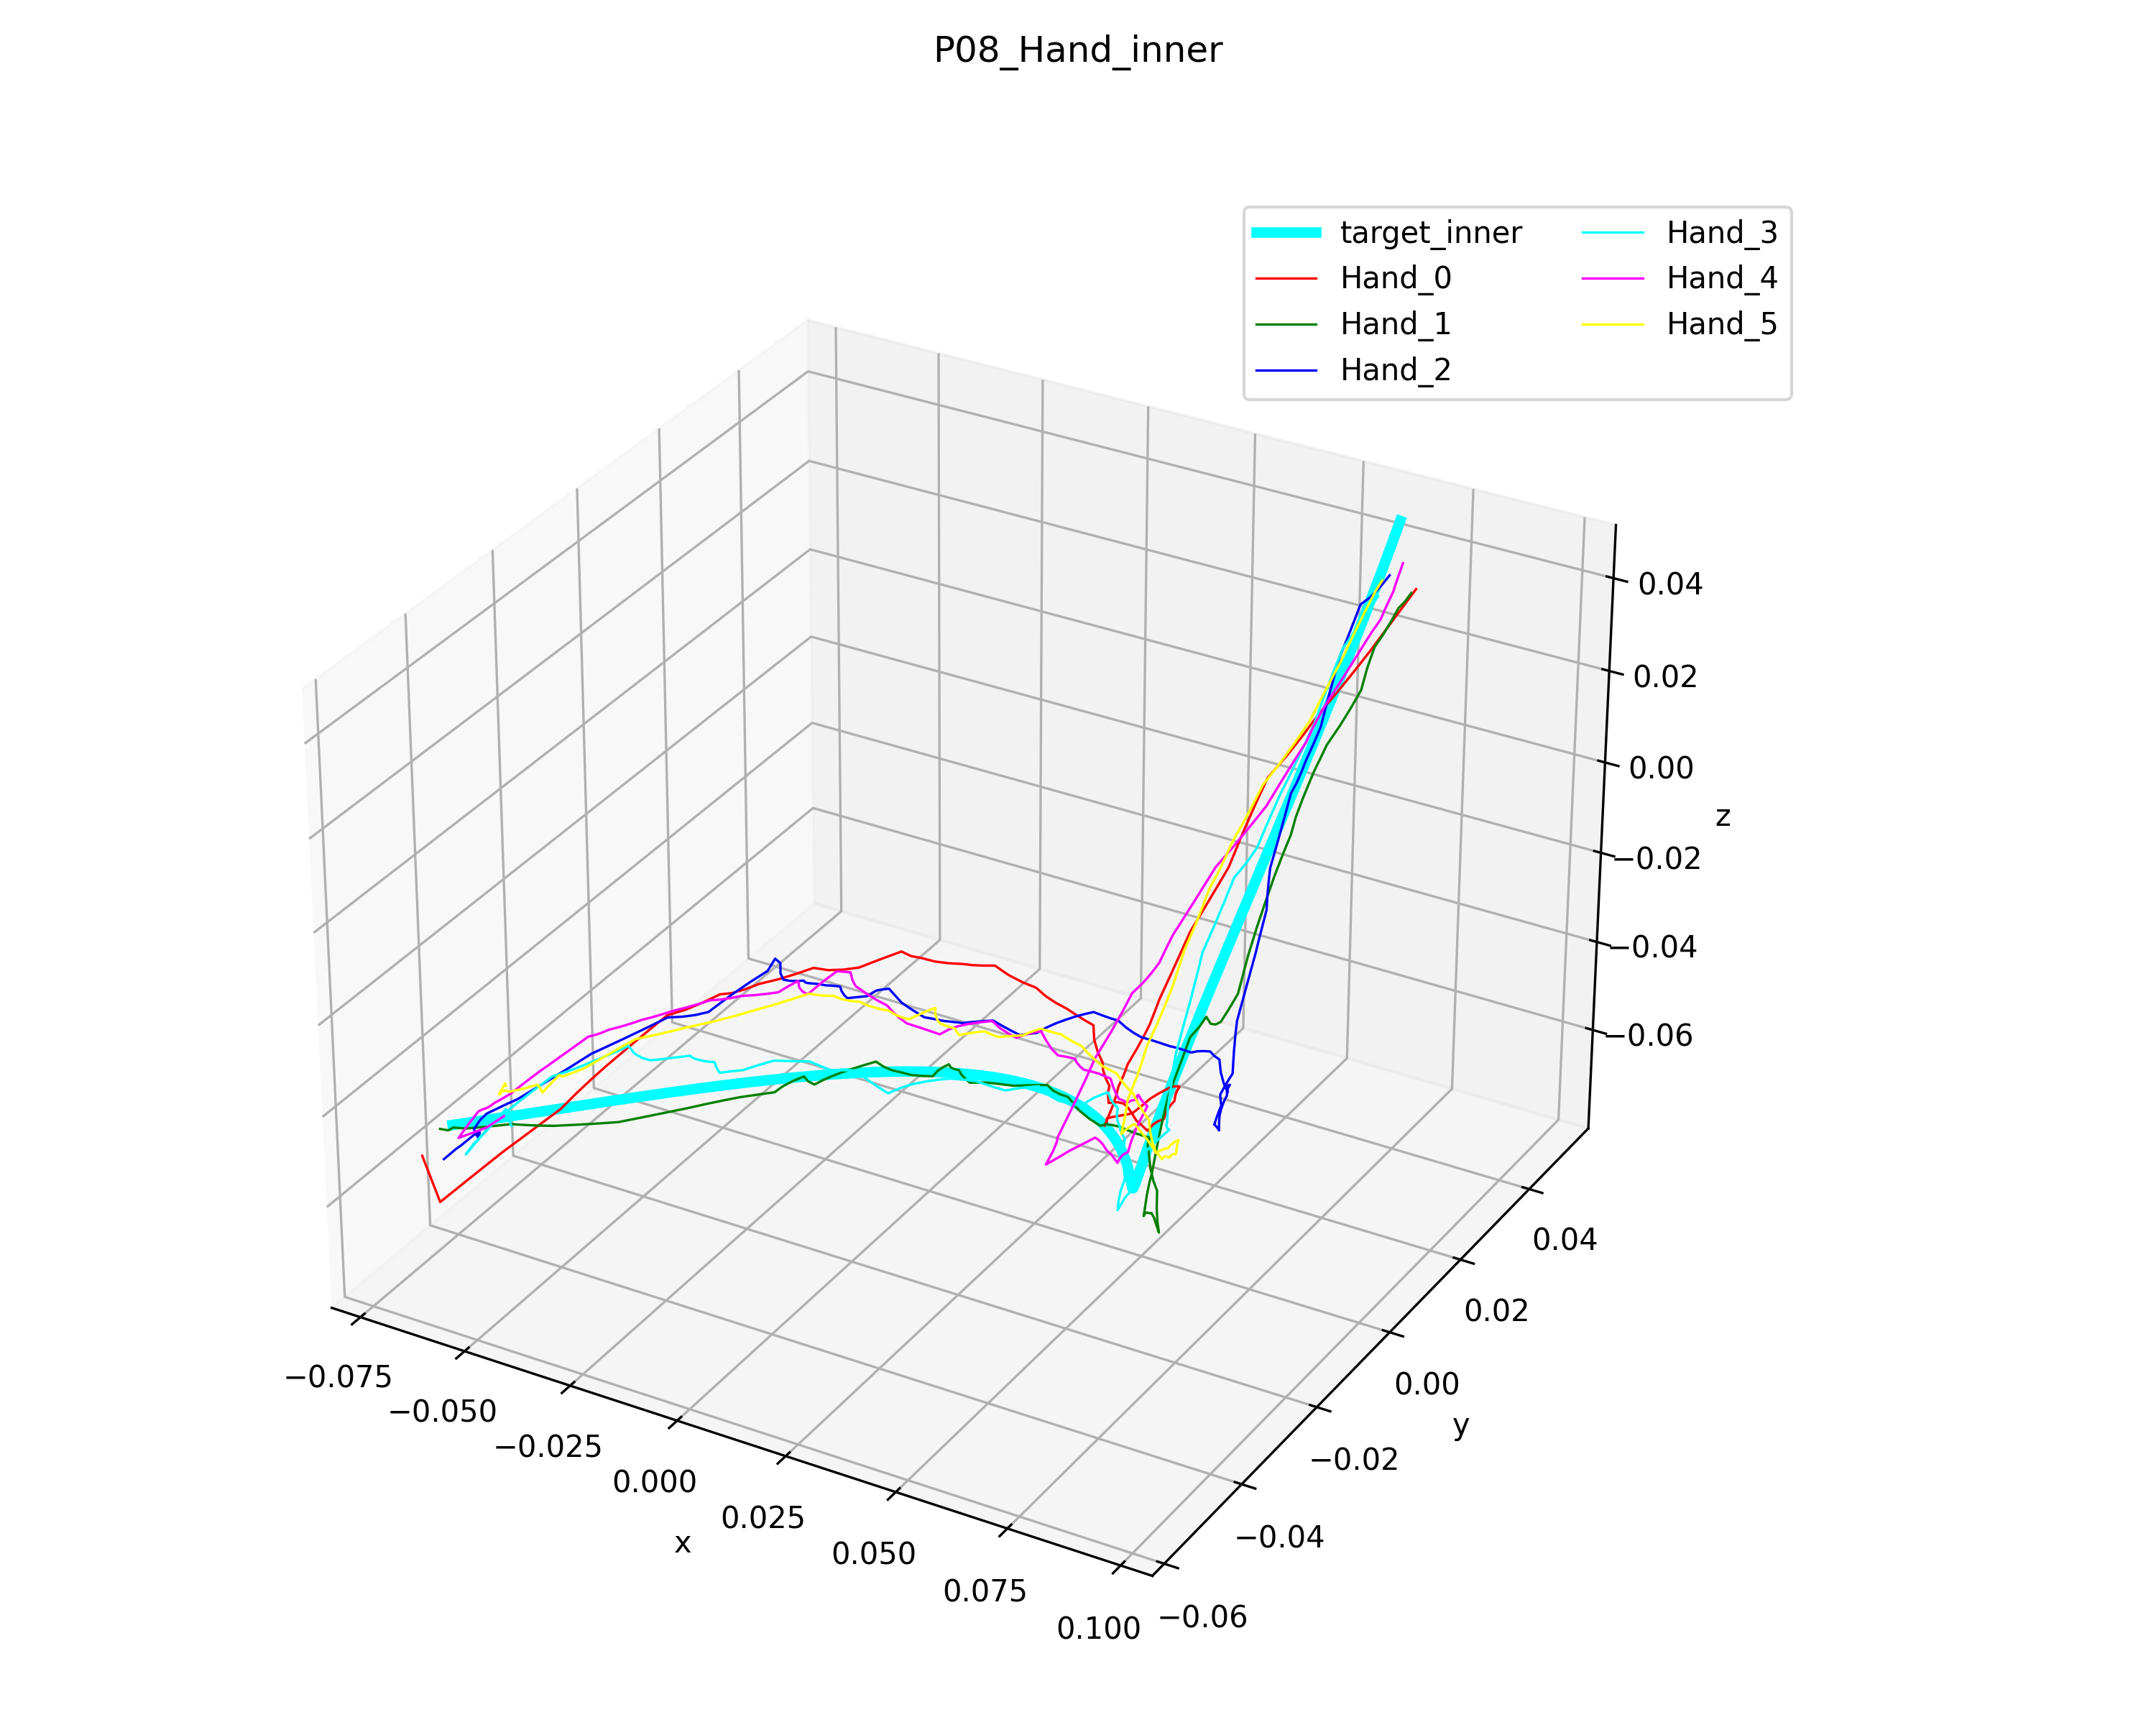 P08_Hand_inner
target_inner
Hand_0
Hand_1
Hand_2
Hand_3
Hand_4
Hand_5
0.04
0.02
0.00
−0.02
−0.04
−0.06
z
0.04
0.02
0.00
−0.02
−0.04
−0.06
y
−0.075
−0.050
−0.025
0.000
0.025
0.050
0.075
0.100
x